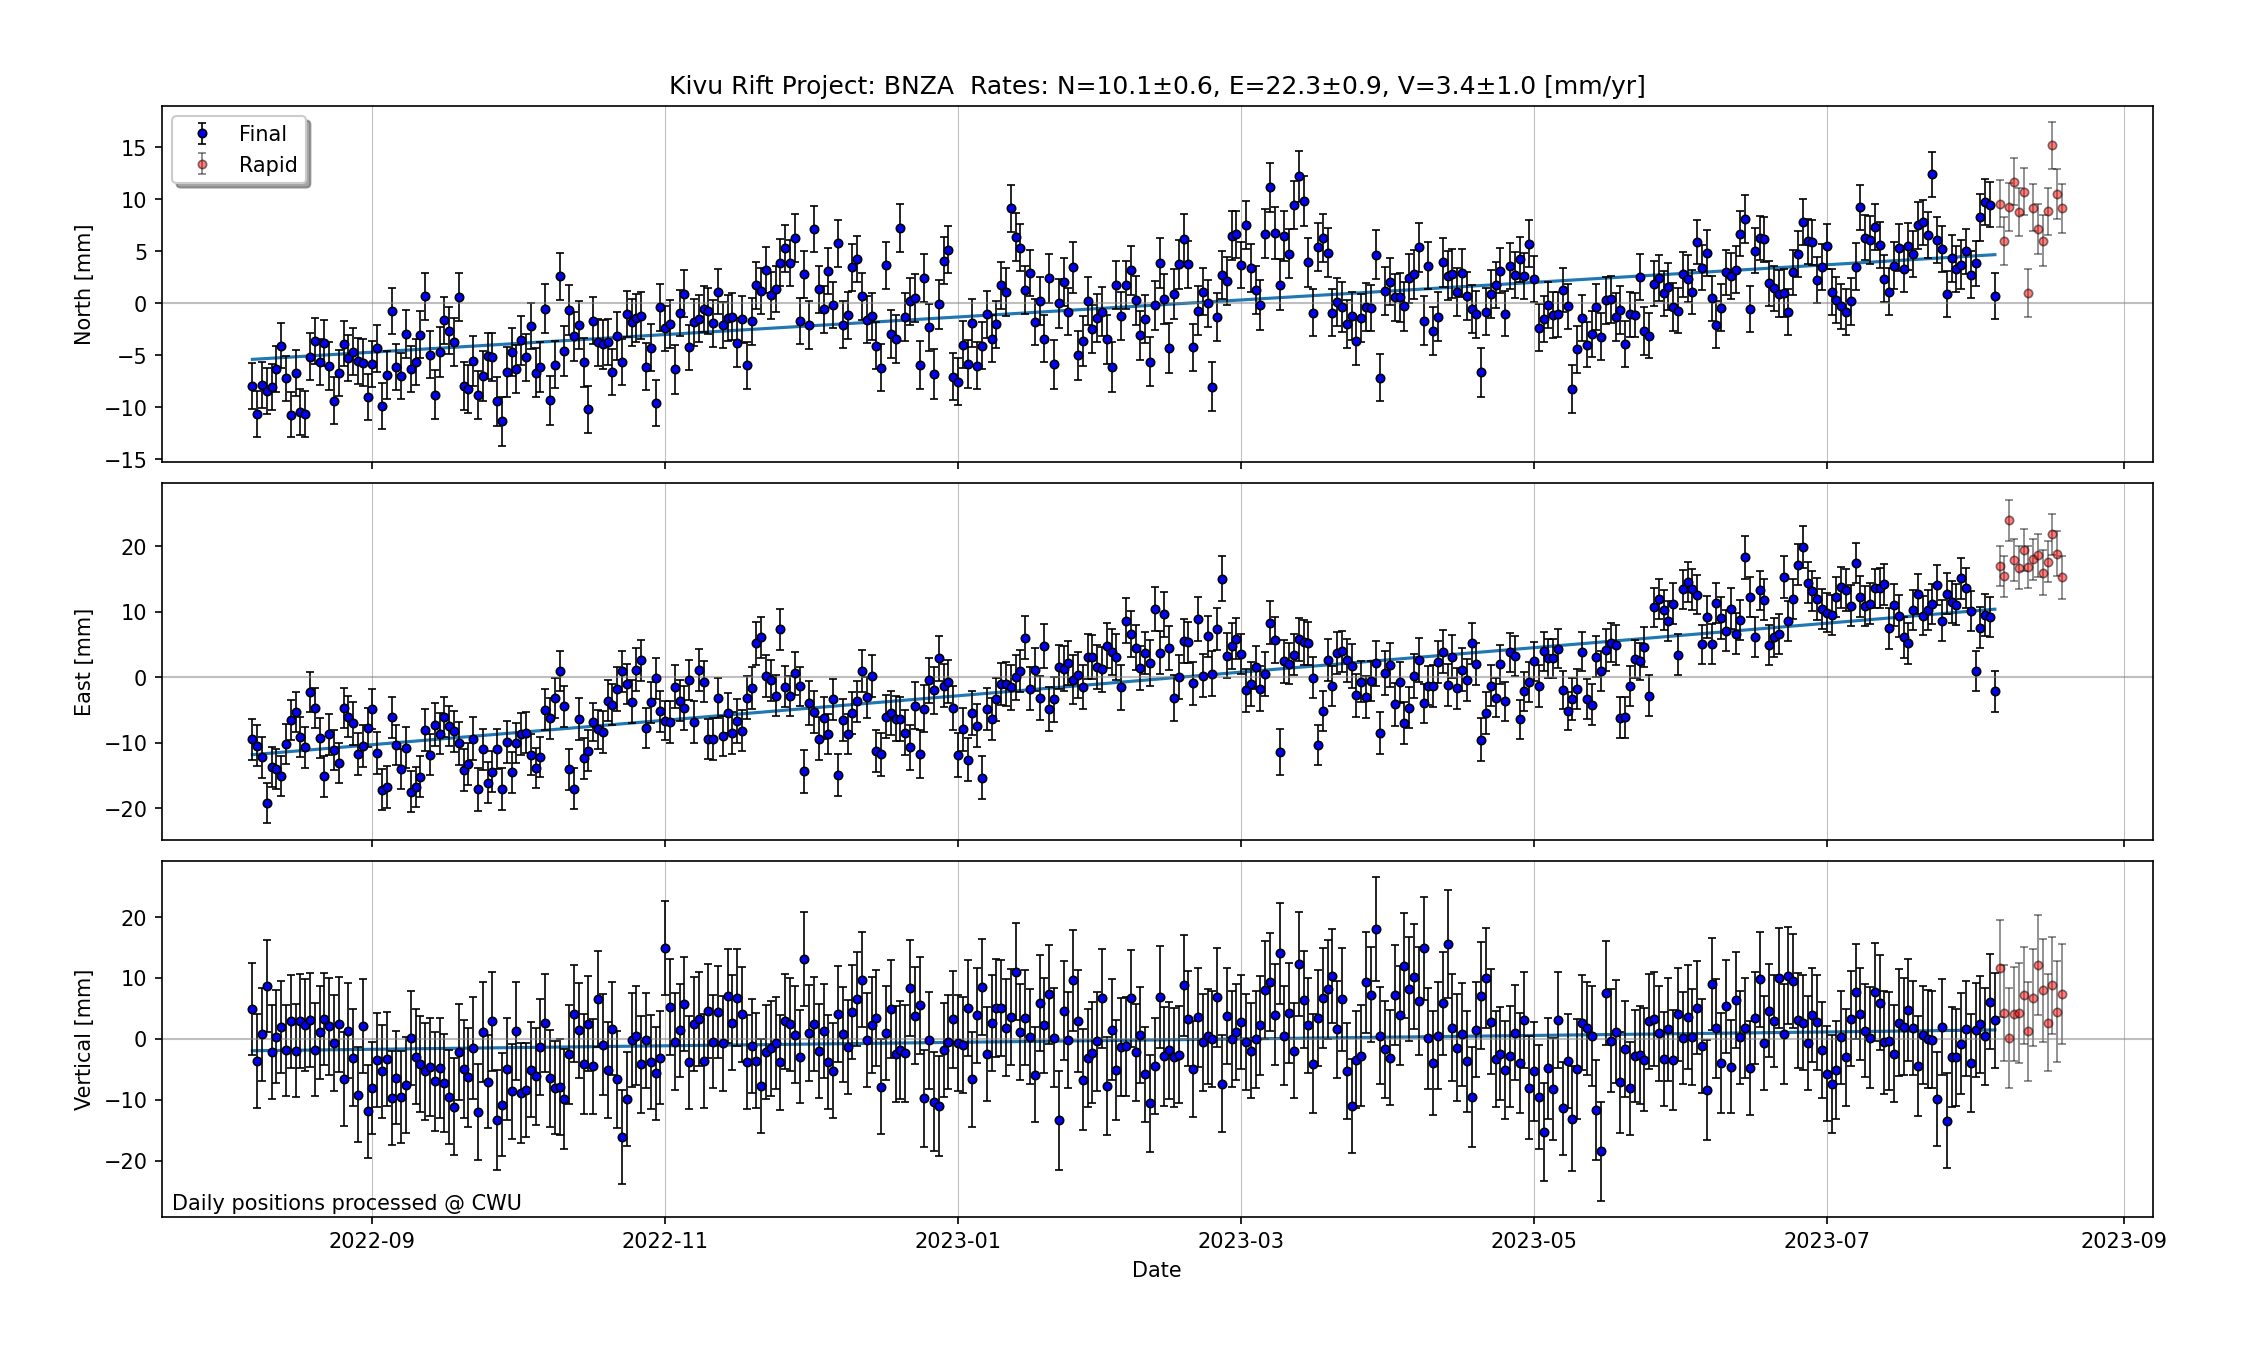 Kivu Rift Project: BNZA  Rates: N=10.1±0.6, E=22.3±0.9, V=3.4±1.0 [mm/yr]
Final
Rapid
North [mm]
15
10
5
0
−5
−10
−15
East [mm]
20
10
0
−10
−20
Vertical [mm]
20
10
0
−10
−20
Daily positions processed @ CWU
2022-09 2022-11 2023-01 2023-03 2023-05 2023-07 2023-09
Date